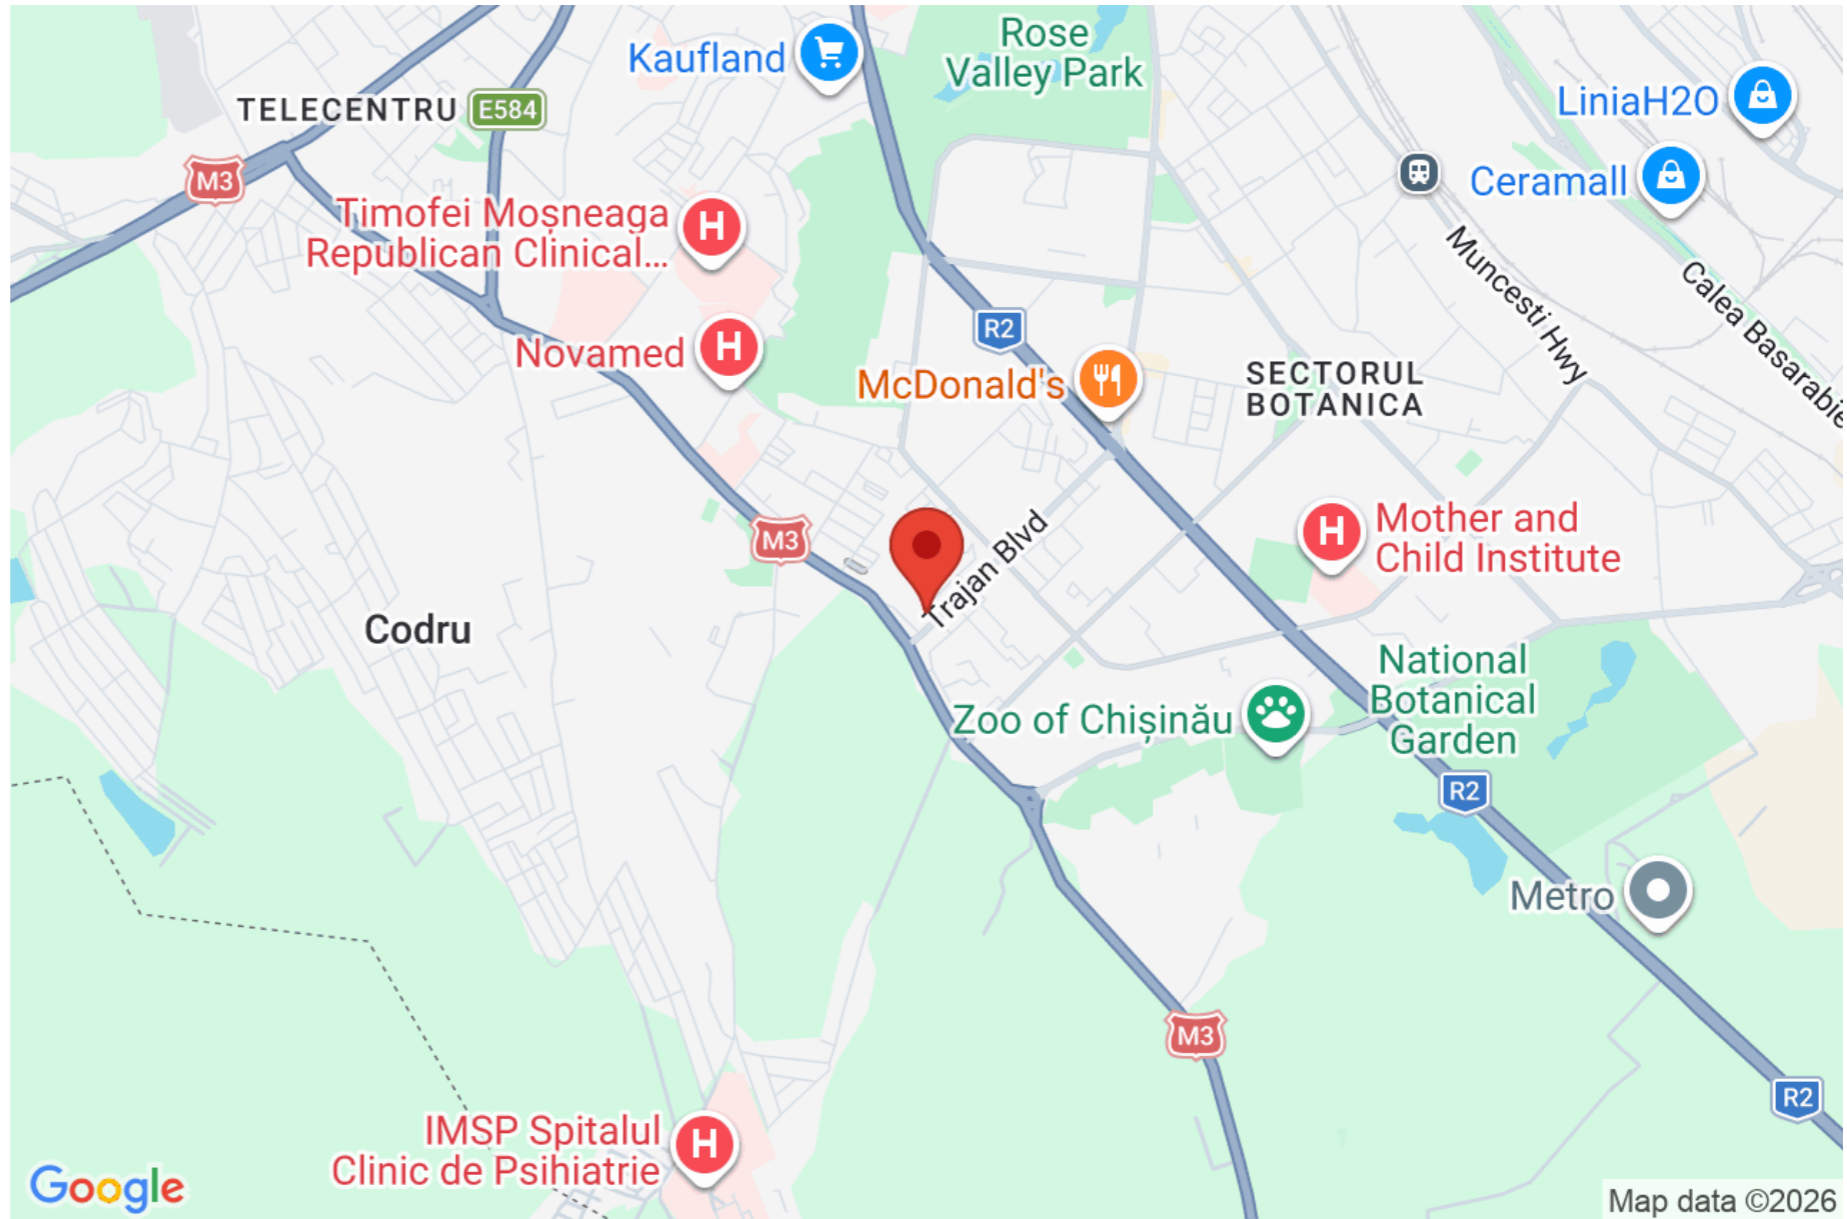 Rose
Valley Park
Kaufland
LiniaH2O
TELECENTRU
E584
M3
Ceramall
Timofei Moșneaga
Republican Clinical...
Muncesti Hwy
Calea Basarabie
R2
Novamed
McDonald's
SECTORUL
BOTANICA
M3
Trajan Blvd
Mother and
Child Institute
Codru
National
Botanical
Garden
Zoo of Chișinău
R2
Metro
M3
R2
IMSP Spitalul
Clinic de Psihiatrie
Google
Map data ©2026
H
H
H
H